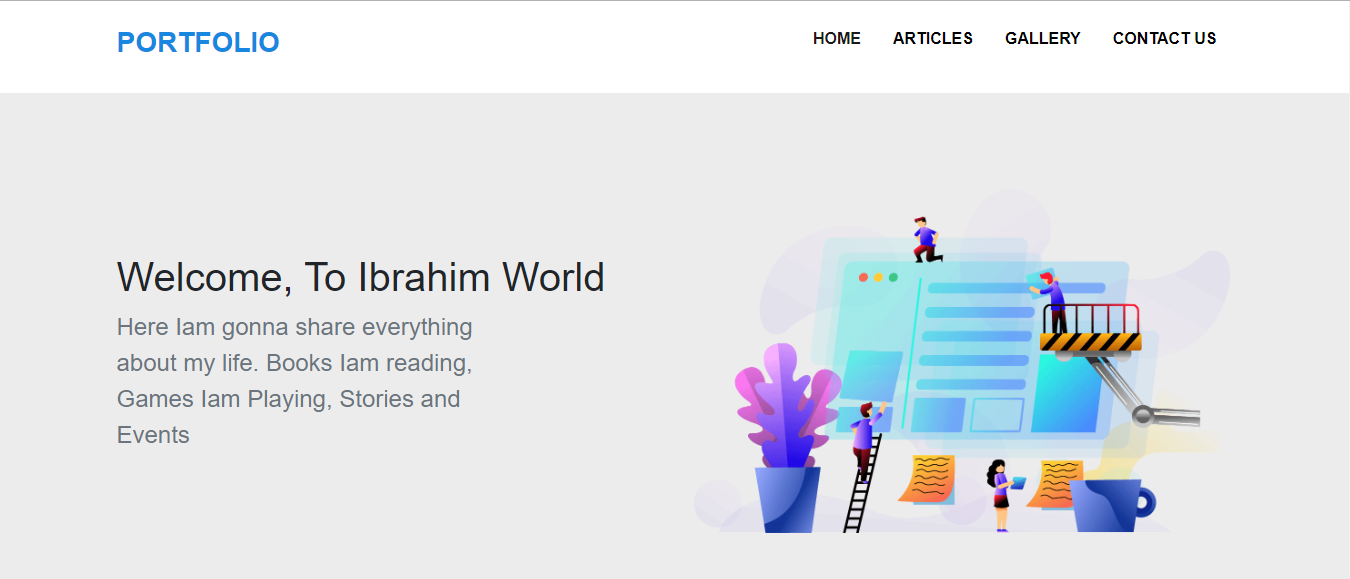 PORTFOLIO
HOME ARTICLES GALLERY CONTACT US
Welcome, To Ibrahim World
Here Iam gonna share everything
about my life. Books Iam reading,
Games Iam Playing, Stories and
Events